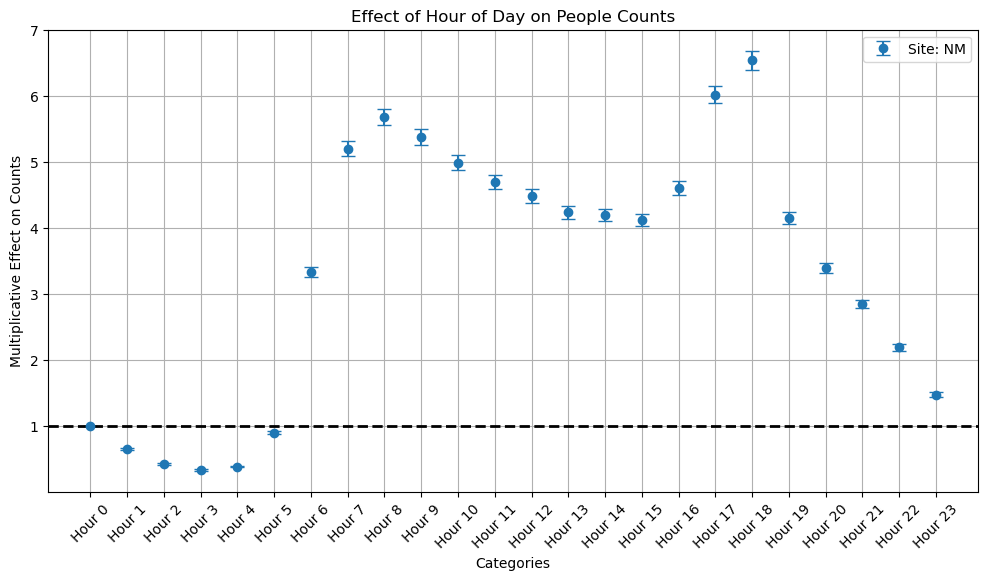 Effect of Hour of Day on People Counts
Site: NM
Multiplicative Effect on Counts
7
6
5
4
3
2
1
Hour 0
Hour 1
Hour 2
Hour 3
Hour 4
Hour 5
Hour 6
Hour 7
Hour 8
Hour 9
Hour 10
Hour 11
Hour 12
Hour 13
Hour 14
Hour 15
Hour 16
Hour 17
Hour 18
Hour 19
Hour 20
Hour 21
Hour 22
Hour 23
Categories